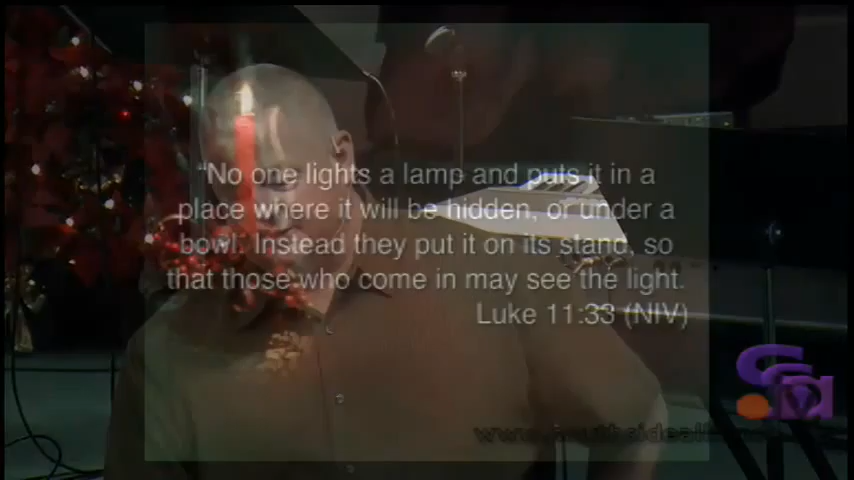 "No one lights a lamp and puts it in a
place where it will be hidden, or under a
bowl. Instead they put it on its stand, so
that those who come in may see the light.
Luke 11:33 (NIV)